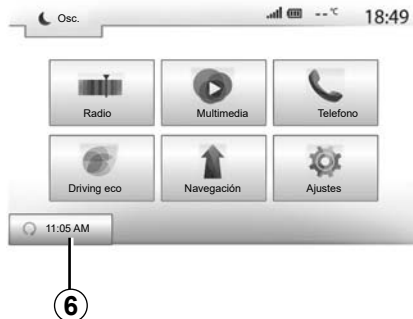 Osc.
--°C
18:49
Radio
Multimedia
Telefono
Driving eco
Navegación
Ajustes
11:05 AM
6